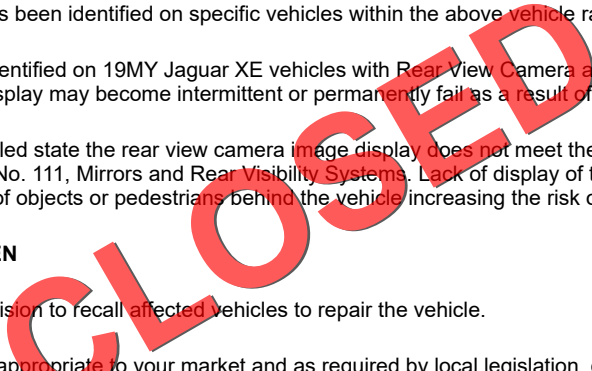 s been identified on specific vehicles within the above vehicle ra
entified on 19MY Jaguar XE vehicles with Rear View Camera a
splay may become intermittent or permanently fail as a result of
led state the rear view camera image display does not meet the
No. 111, Mirrors and Rear Visibility Systems. Lack of display of t
of objects or pedestrians behind the vehicle increasing the risk o
EN
ision to recall affected vehicles to repair the vehicle.
appropriate to your market and as required by local legislation,
CLOSED